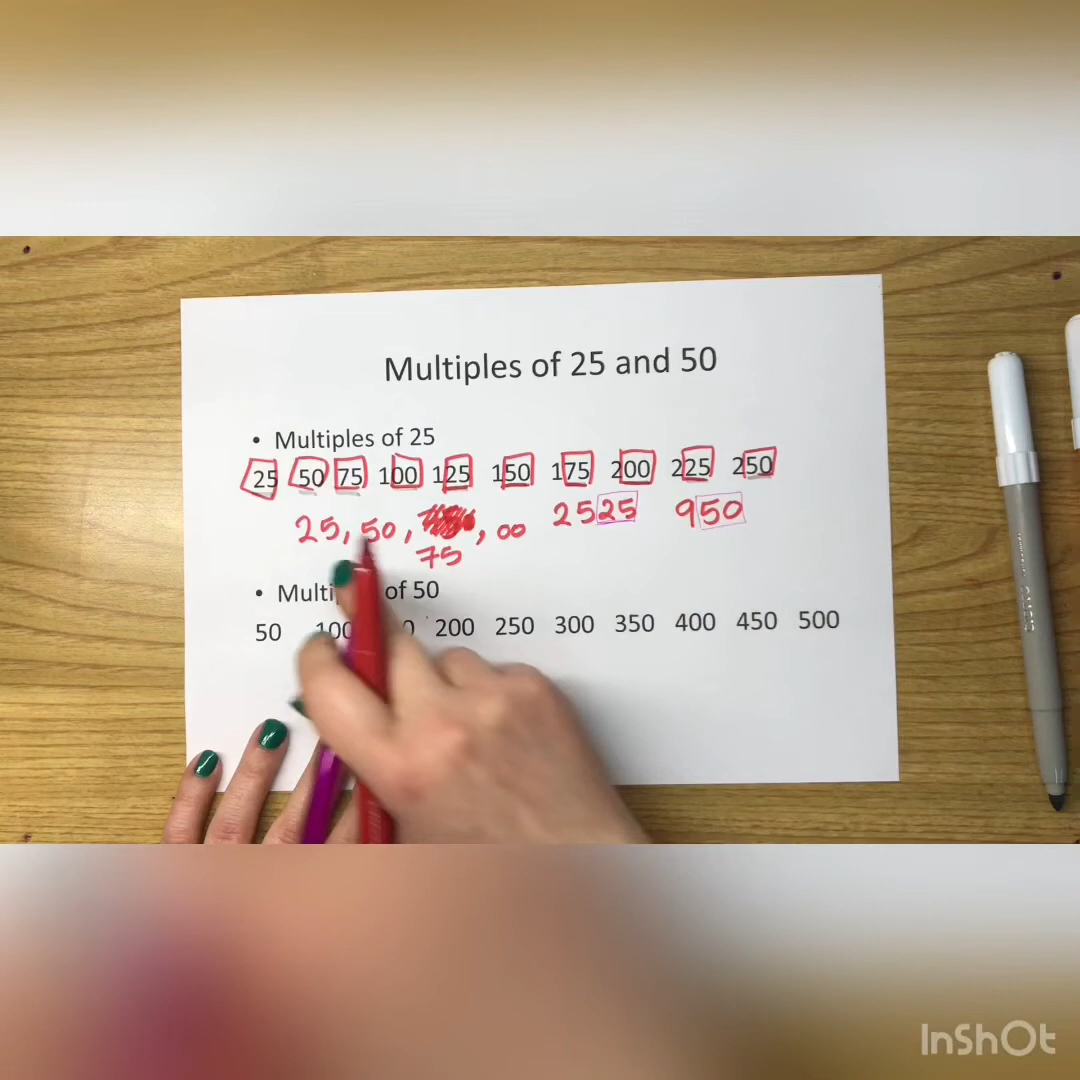 Multiples of 25 and 50
• Multiples of 25
25 50 75 100 125 150 175 200 225 250
25, 50, , 00 2525 950
75
• Multi of 50
50 100 0 200 250 300 350 400 450 500
InShOt